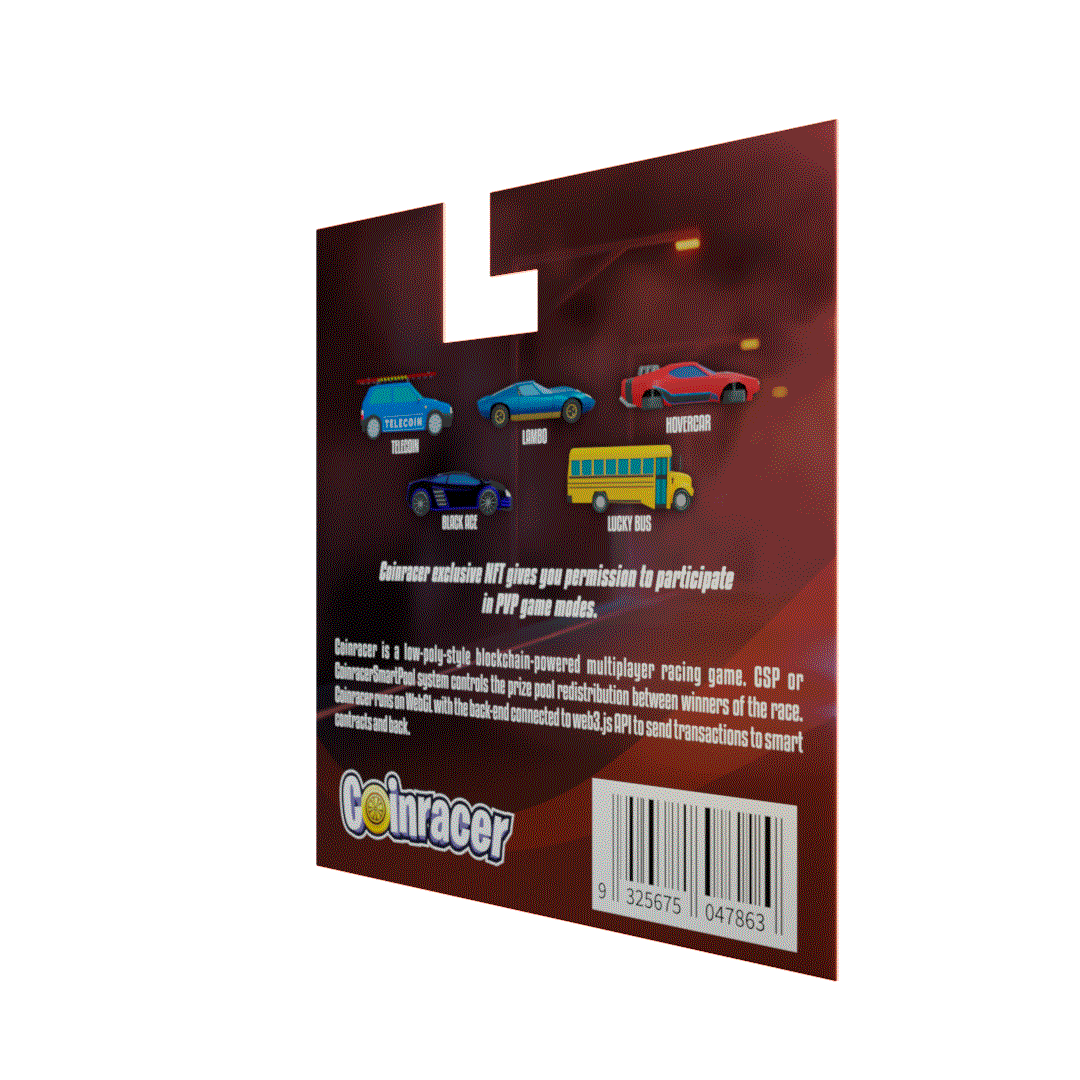 TELECOIN
TELECOIN
LAMBO
HOVERCAR
BLACK ACE
LUCKY BUS
Coinracer exclusive NFT gives you permission to participate
in PVP game modes.
Coinracer is a low-poly-style blockchain-powered multiplayer racing game. CSP or
CoinracerSmartPool system controls the prize pool redistribution between winners of the race.
Coinracer runs on WebGL with the back-end connected to web3.js API to send transactions to smart
contracts and back.
Coinracer
9 325675 047863